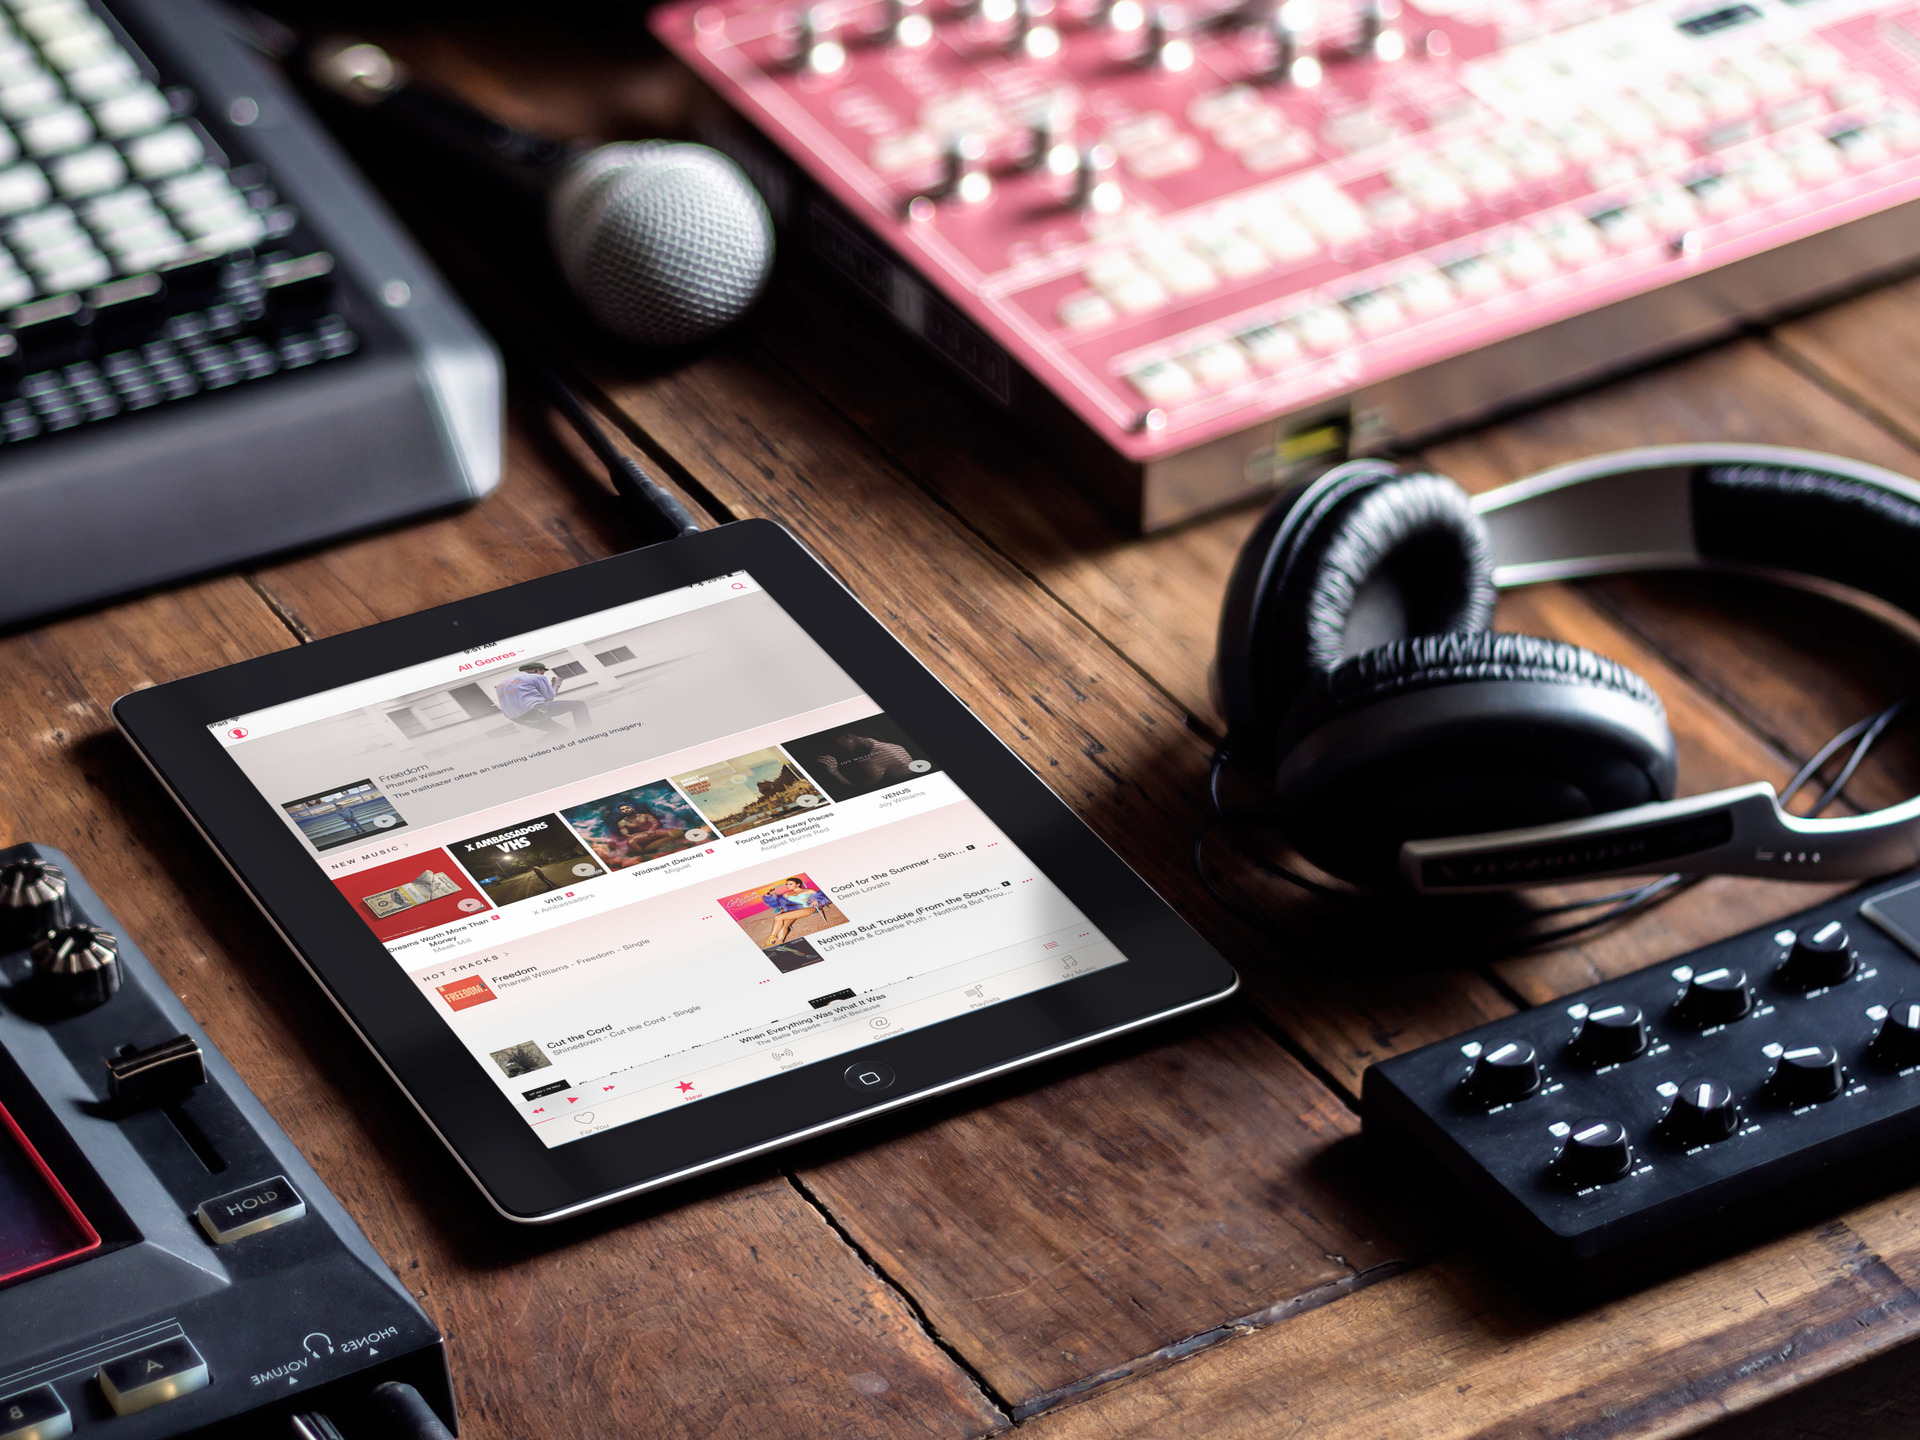 iPad
9:51 AM
All Genres
Freedom
Pharrell Williams
The trailblazer offers an inspiring video full of striking imagery.
NEW MUSIC >
X AMBASSADORS
VHS
Dreams Worth More Than
Money
Meek Mill
VHS
X Ambassadors
Wildheart (Deluxe)
Miguel
Found In Far Away Places
(Deluxe Edition)
August Burns Red
VENUS
Joy Williams
HOT TRACKS >
FREEDOM
Freedom
Pharrell Williams - Freedom - Single
Cool for the Summer - Sin...
Demi Lovato
Cut the Cord
Shinedown - Cut the Cord - Single
Nothing But Trouble (From the Soun...
Lil Wayne & Charlie Puth - Nothing But Trou...
When Everything Was What It Was
The Belle Brigade — Just Because
For You
New
Radio
Connect
Playlists
My Music
HOLD
PHONES
VOLUME
A
B